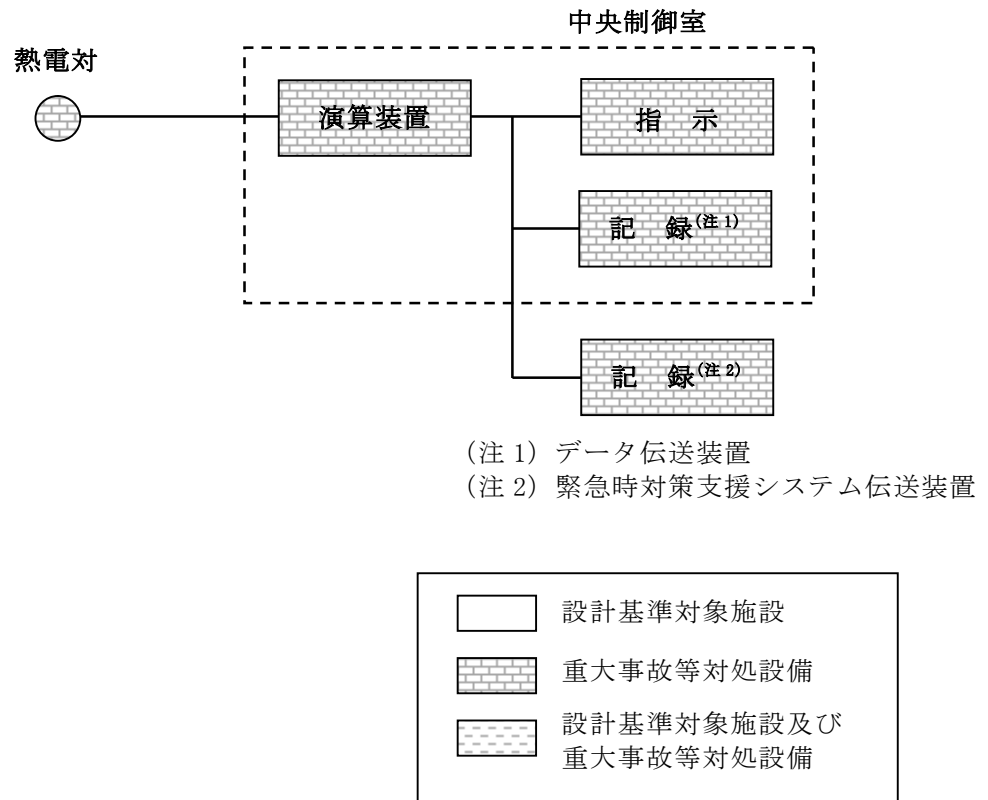 中央制御室
熱電対
演算装置
指 示
記 録(注 1)
記 録(注 2)
(注 1) データ伝送装置
(注 2) 緊急時対策支援システム伝送装置
設計基準対象施設
重大事故等対処設備
設計基準対象施設及び
重大事故等対処設備